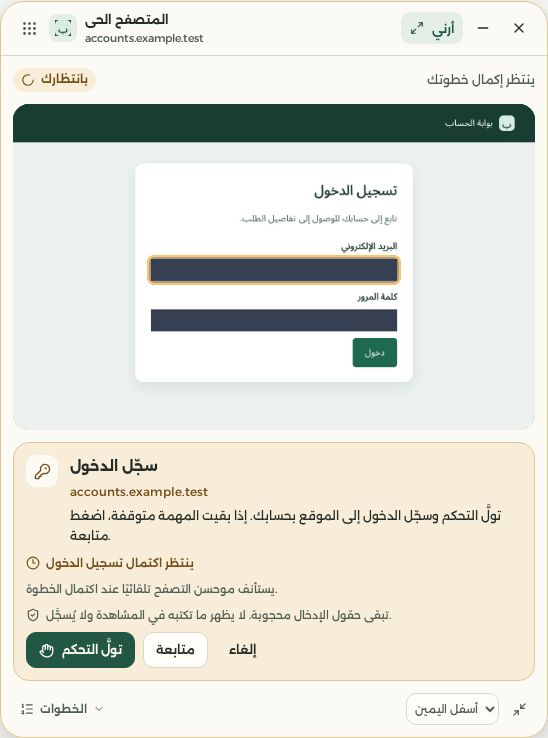 المتصفح الحي
accounts.example.test
أرني
ينتظر إكمال خطوتك
بانتظارك
ب بوابة الحساب
تسجيل الدخول
تابع إلى حسابك للوصول إلى تفاصيل الطلب.
البريد الإلكتروني
كلمة المرور
دخول
سجّل الدخول
accounts.example.test
تولَّ التحكم وسجّل الدخول إلى الموقع بحسابك. إذا بقيت المهمة متوقفة، اضغط
متابعة.
ينتظر اكتمال تسجيل الدخول
يستأنف موحسن التصفح تلقائيًا عند اكتمال الخطوة.
تبقى حقول الإدخال محجوبة. لا يظهر ما تكتبه في المشاهدة ولا يُسجَّل.
تولَّ التحكم
متابعة
إلغاء
الخطوات
أسفل اليمين